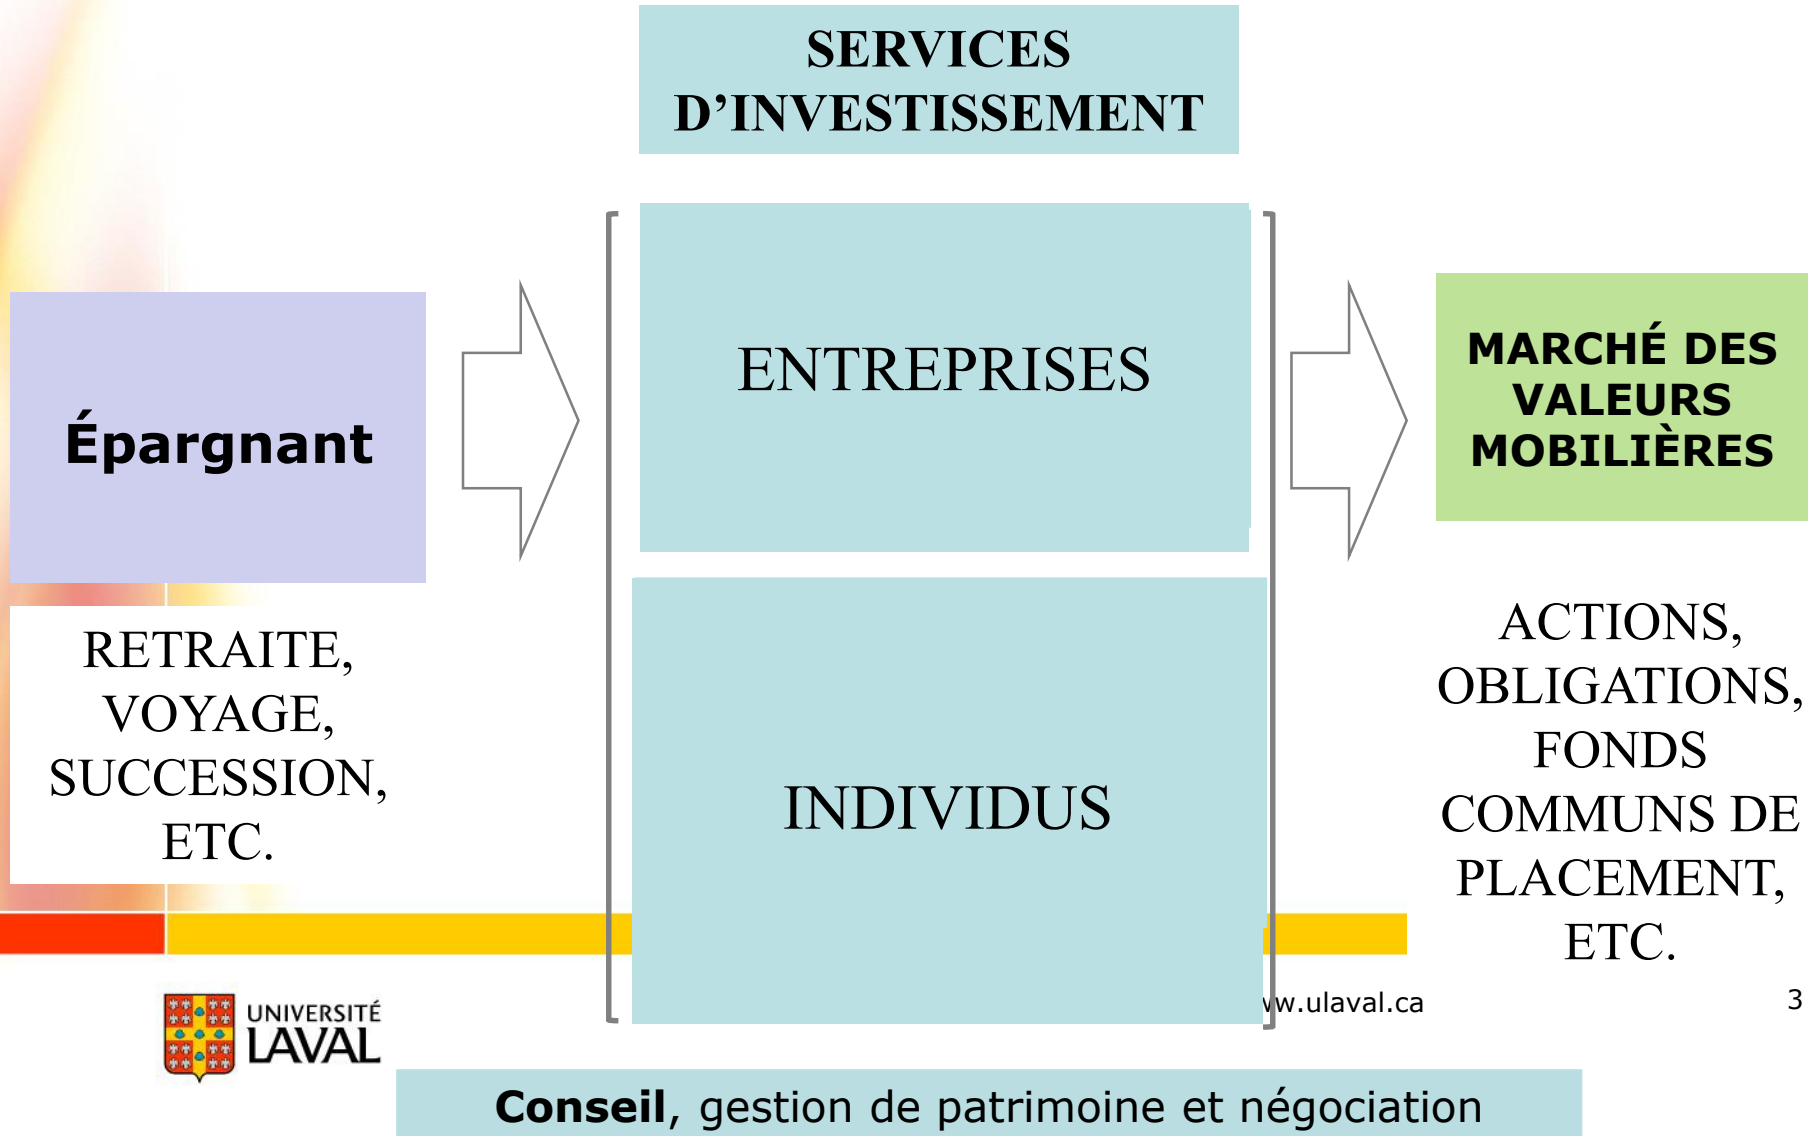 SERVICES
D’INVESTISSEMENT
Épargnant
RETRAITE,
VOYAGE,
SUCCESSION,
ETC.
ENTREPRISES
INDIVIDUS
MARCHÉ DES
VALEURS
MOBILIÈRES
ACTIONS,
OBLIGATIONS,
FONDS
COMMUNS DE
PLACEMENT,
ETC.
UNIVERSITÉ
LAVAL
w.ulaval.ca
3
Conseil, gestion de patrimoine et négociation